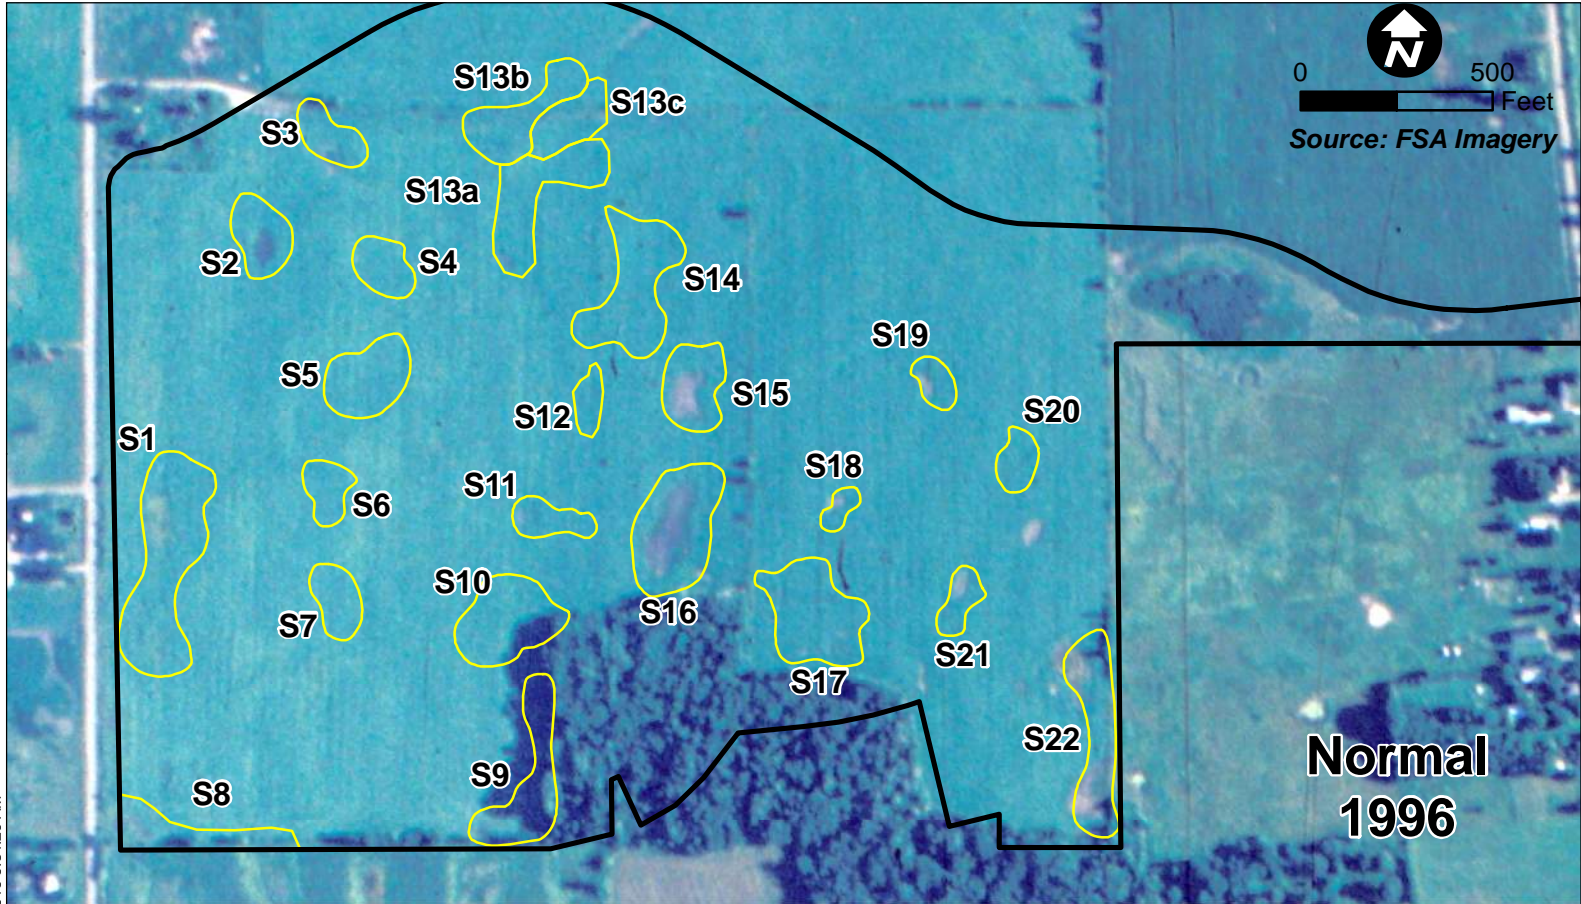 N
0 500
Feet
Source: FSA Imagery
S13b
S13c
S3
S13a
S2
S4
S14
S19
S5
S15
S12
S20
S1
S18
S11
S6
S10
S16
S7
S21
S17
S22
S9
S8
Normal
1996